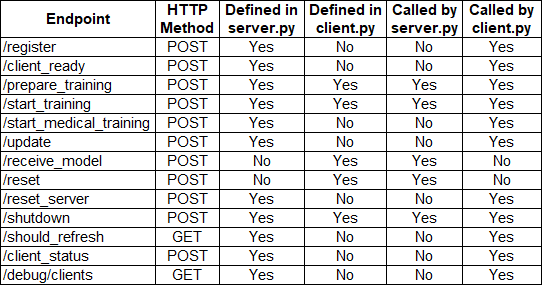 Endpoint HTTP Method Defined in server.py Defined in client.py Called by server.py Called by client.py
/register POST Yes No No Yes
/client_ready POST Yes No No Yes
/prepare_training POST Yes Yes Yes Yes
/start_training POST Yes Yes Yes Yes
/start_medical_training POST Yes No No Yes
/update POST Yes No No Yes
/receive_model POST No Yes Yes No
/reset POST No Yes Yes No
/reset_server POST Yes No No Yes
/shutdown POST Yes Yes Yes Yes
/should_refresh GET Yes No No Yes
/client_status POST Yes No No Yes
/debug/clients GET Yes No No Yes